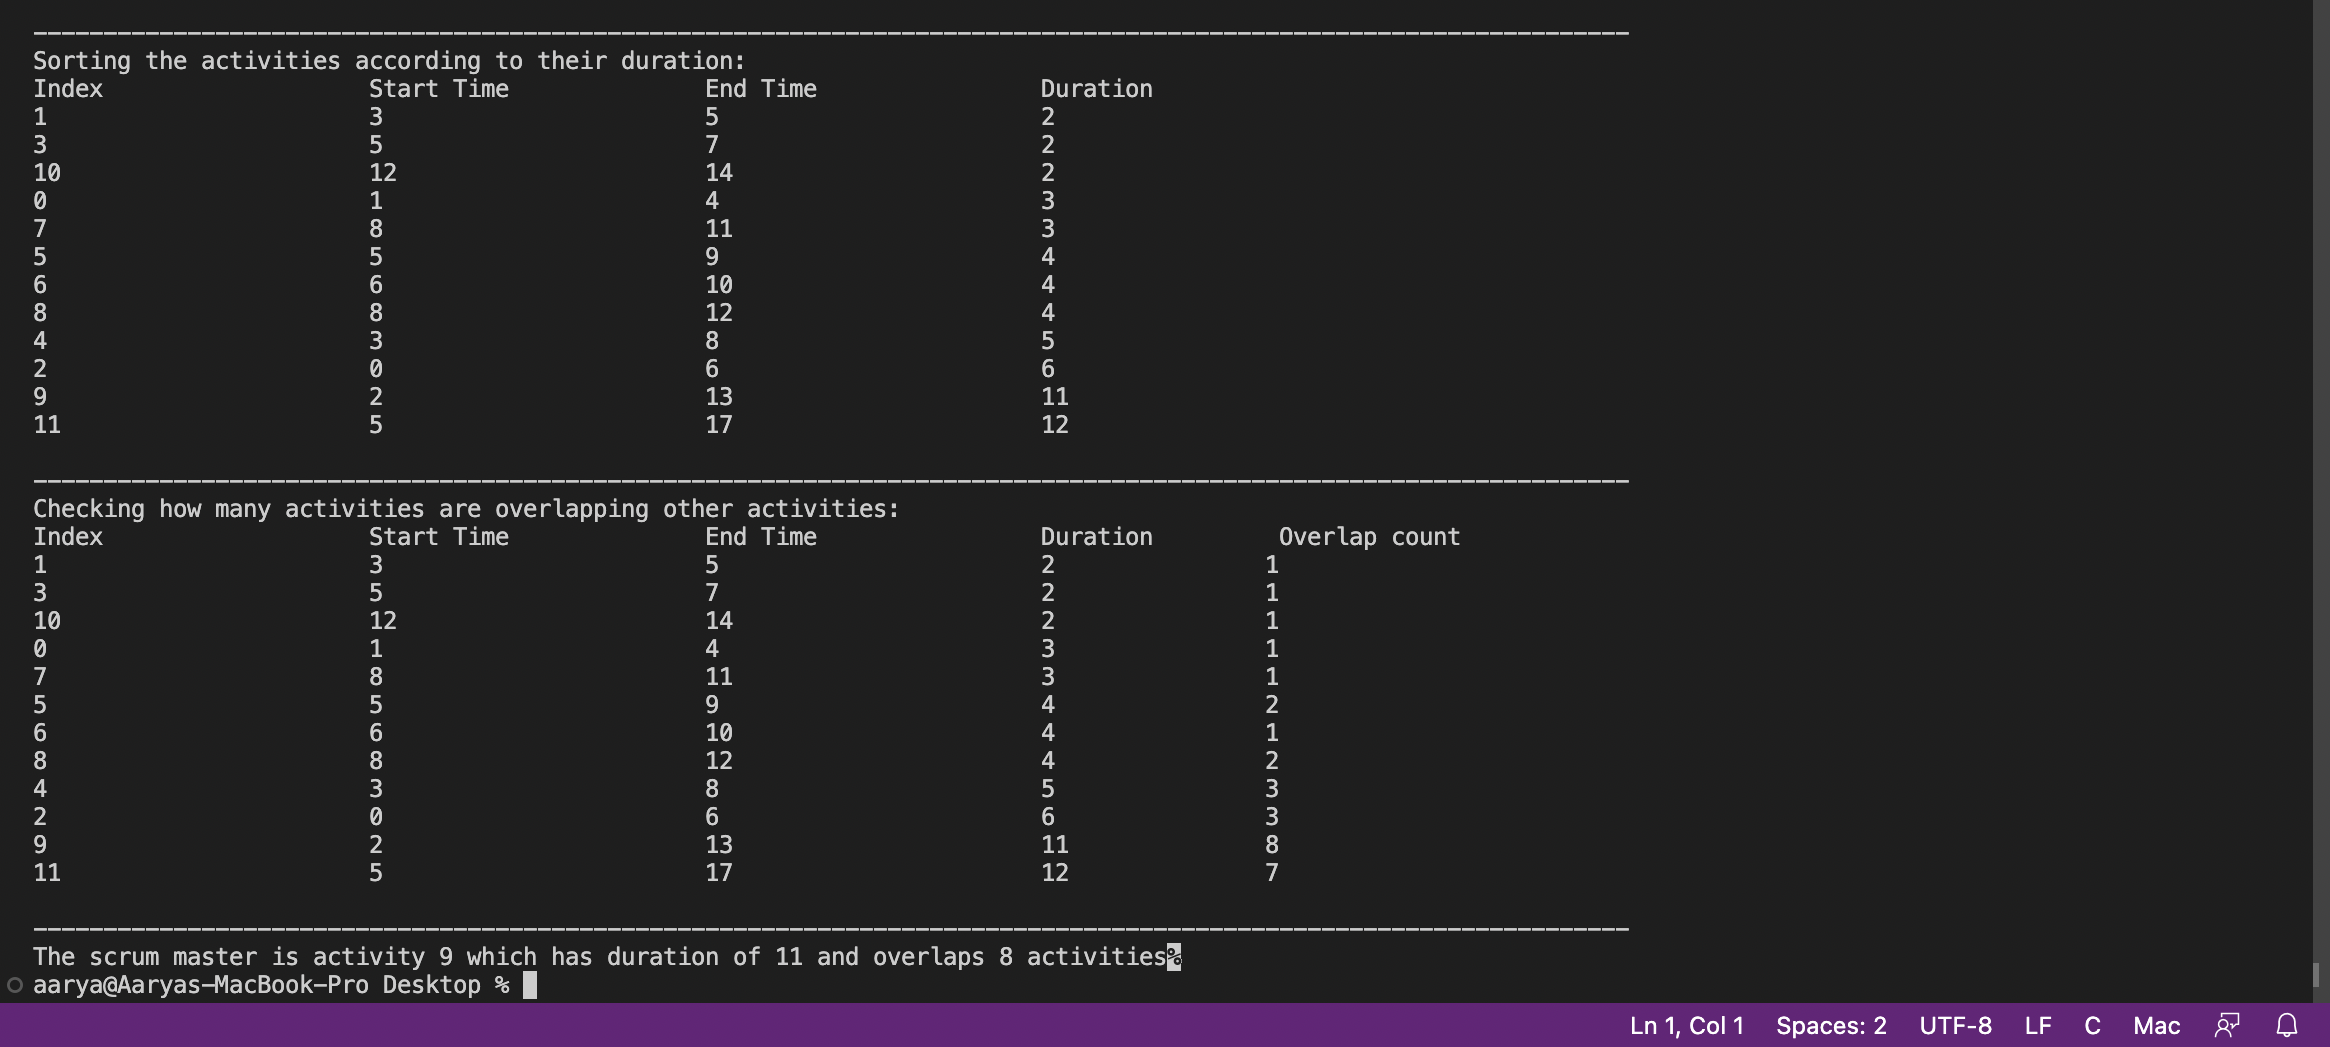 Sorting the activities according to their duration:
Index Start Time End Time Duration
1 3 5 2
3 5 7 2
10 12 14 2
0 1 4 3
7 8 11 3
5 5 9 4
6 6 10 4
8 8 12 4
4 3 8 5
2 0 6 6
9 2 13 11
11 5 17 12
Checking how many activities are overlapping other activities:
Index Start Time End Time Duration Overlap count
1 3 5 2 1
3 5 7 2 1
10 12 14 2 1
0 1 4 3 1
7 8 11 3 1
5 5 9 4 2
6 6 10 4 1
8 8 12 4 2
4 3 8 5 3
2 0 6 6 3
9 2 13 11 8
11 5 17 12 7
The scrum master is activity 9 which has duration of 11 and overlaps 8 activities%
aarya@Aaryas-MacBook-Pro Desktop %
Ln 1, Col 1 Spaces: 2 UTF-8 LF C Mac